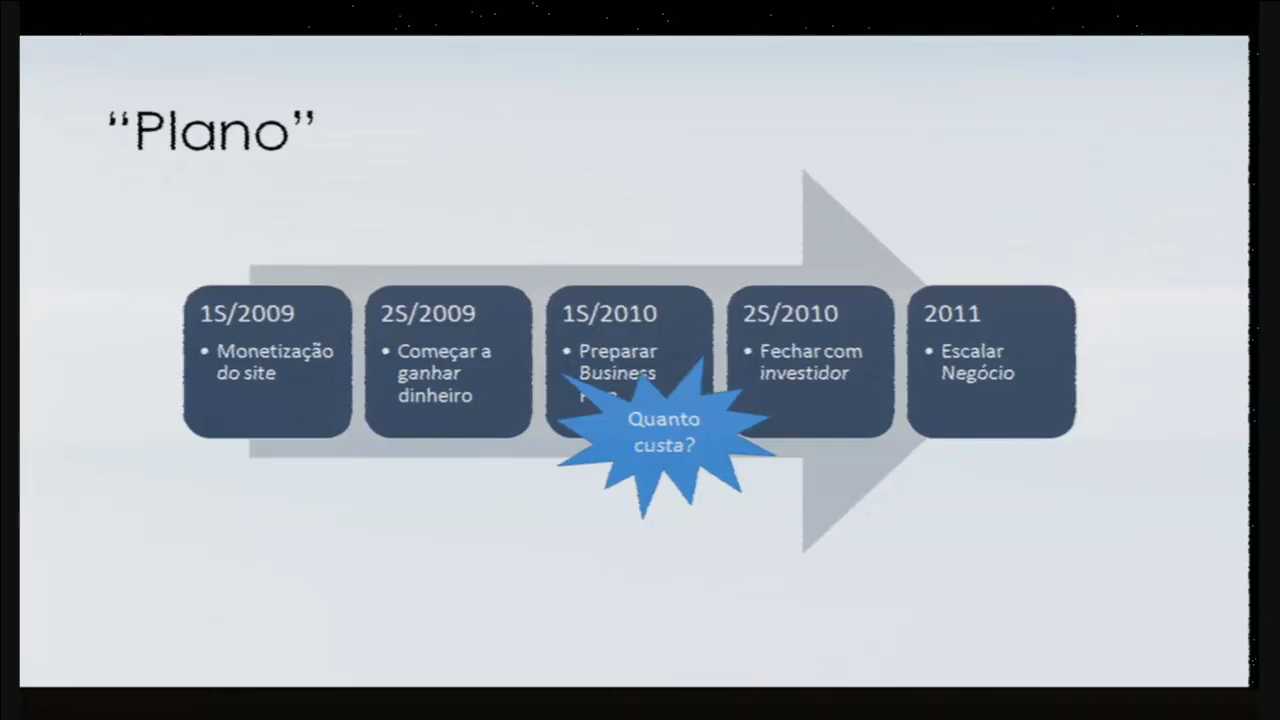 “Plano”
1S/2009
• Monetização
do site
2S/2009
• Começar a
ganhar
dinheiro
1S/2010
• Preparar
Business
Quanto
custa?
2S/2010
• Fechar com
investidor
2011
• Escalar
Negócio